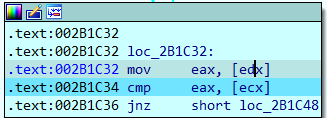 .text:002B1C32
.text:002B1C32 loc_2B1C32:
.text:002B1C32 mov eax, [edx]
.text:002B1C34 cmp eax, [ecx]
.text:002B1C36 jnz short loc_2B1C48